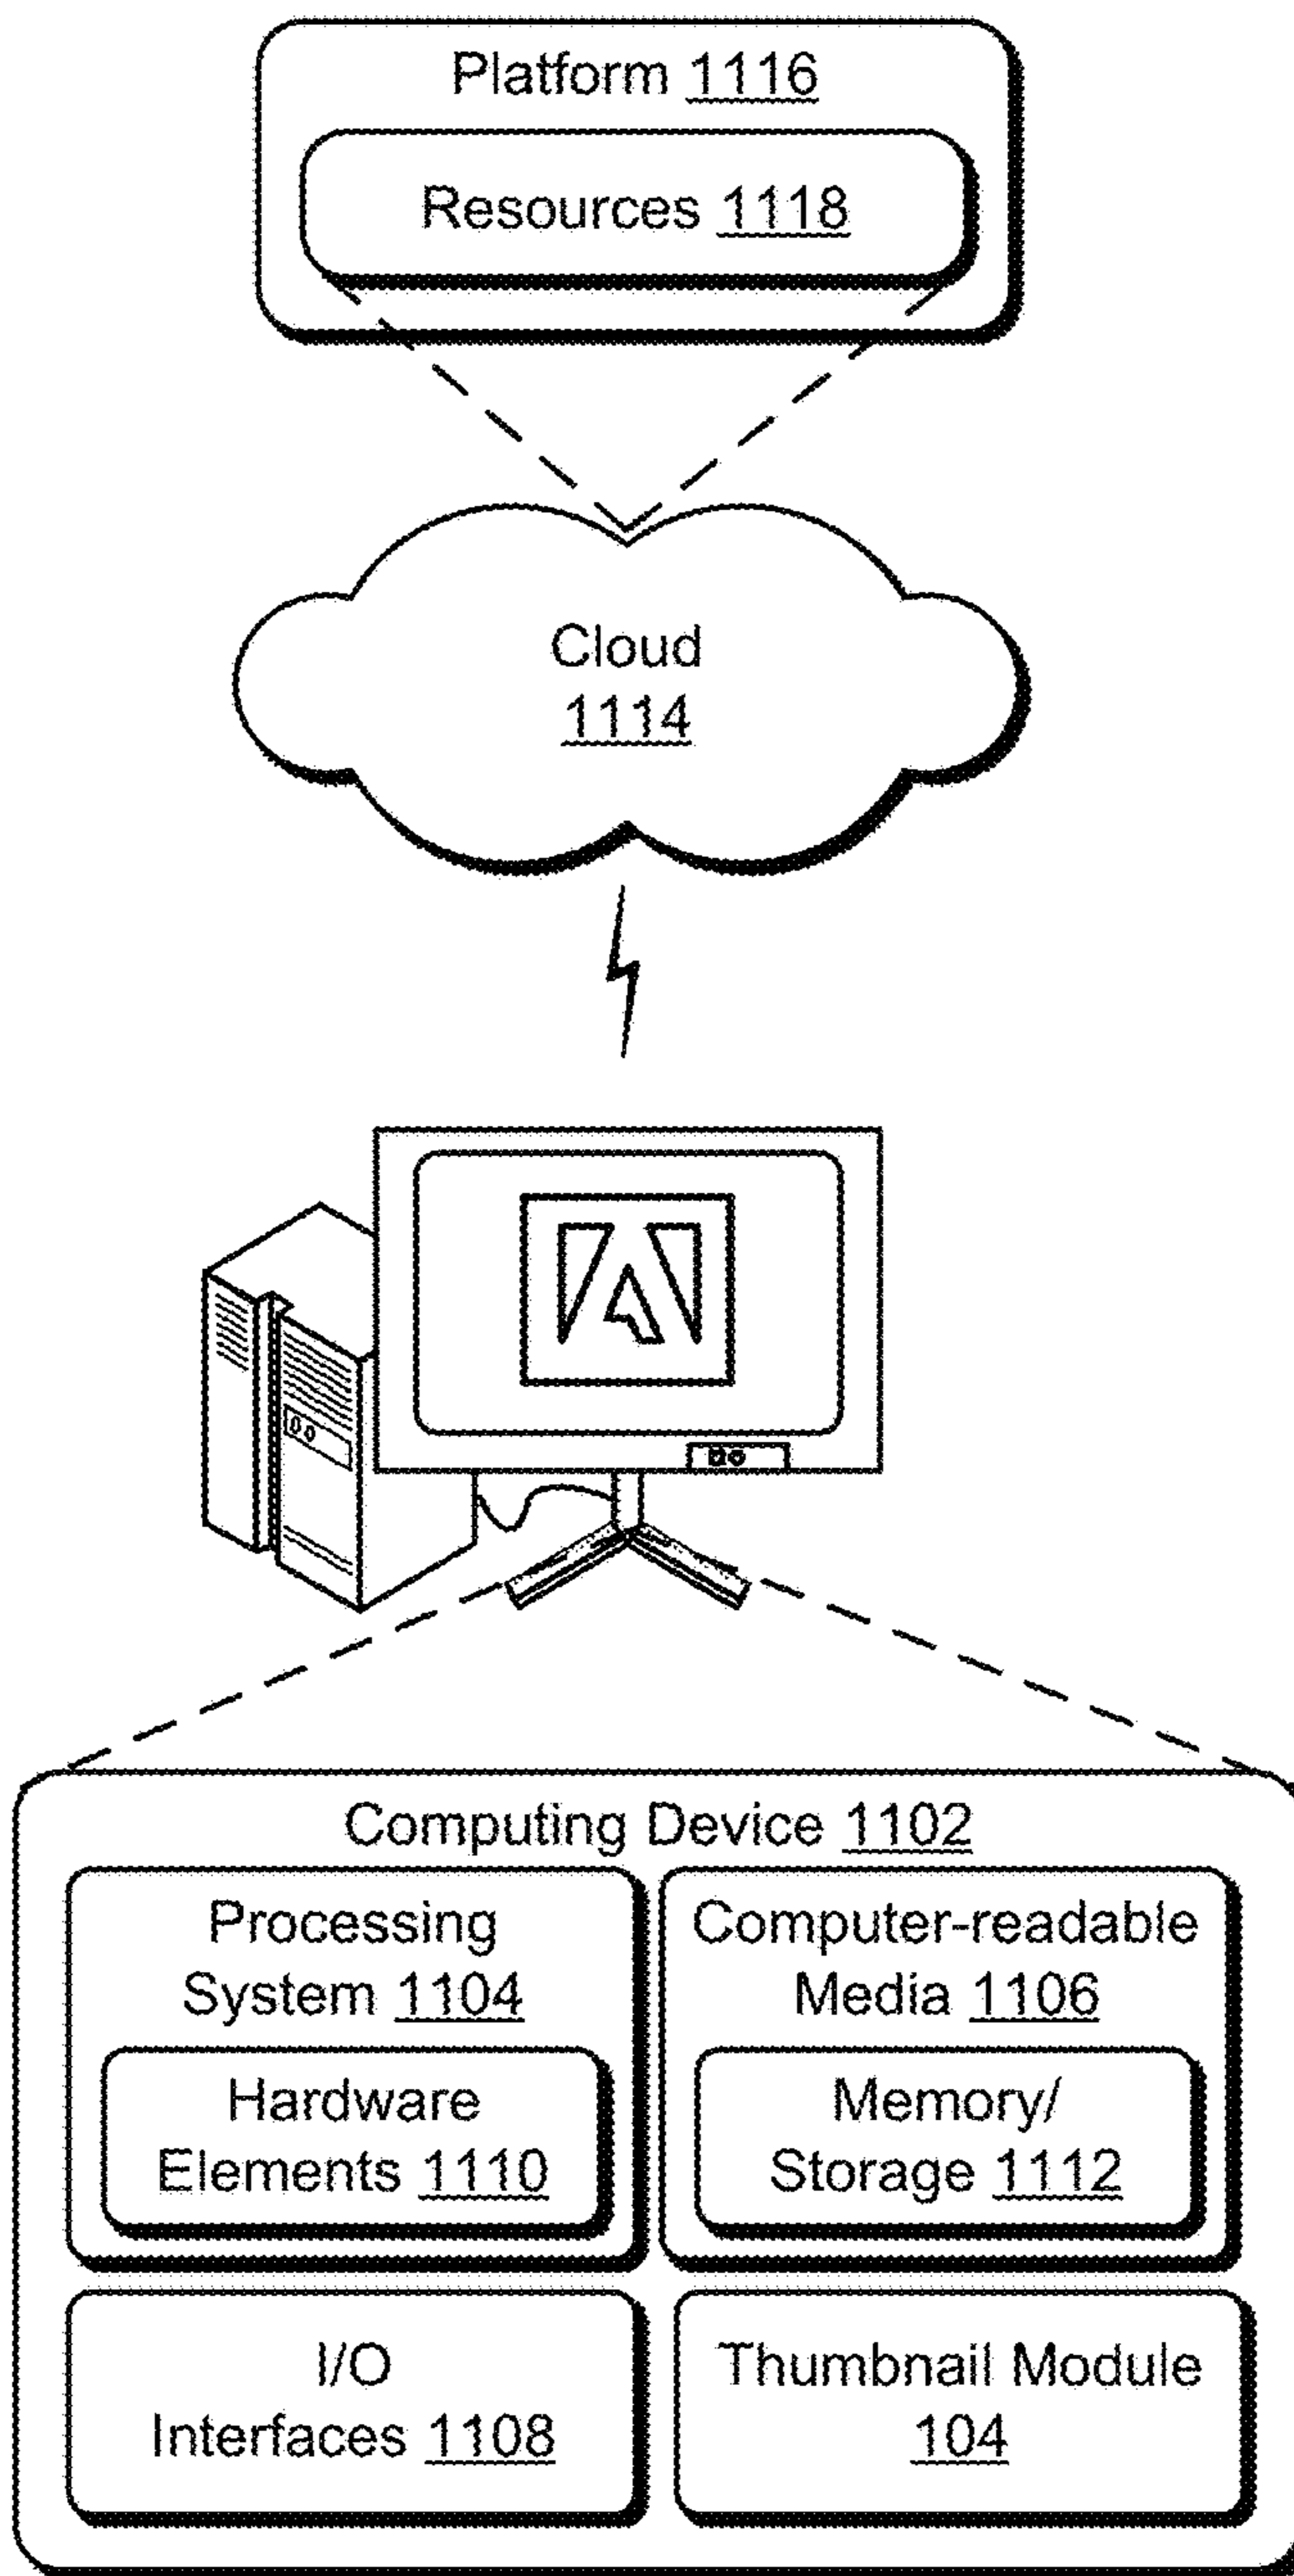 Platform 1116
Resources 1118
Cloud
1114
Computing Device 1102
Processing
System 1104
Hardware
Elements 1110
Computer-readable
Media 1106
Memory/
Storage 1112
I/O
Interfaces 1108
Thumbnail Module
104